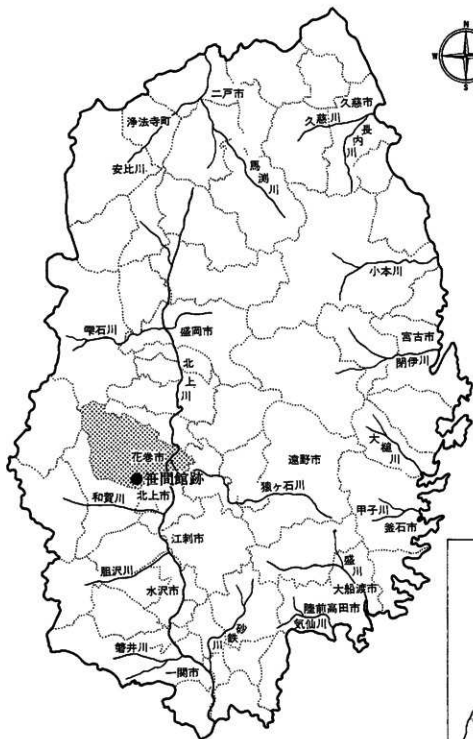 N
W
E
S
二戸市
浄法寺町
久慈市
久慈川
長内川
安比川
馬渕川
小本川
雫石川
盛岡市
宮古市
閉伊川
北上川
大槌川
花巻市
遠野市
笹間館跡
猿ヶ石川
和賀川
北上市
甲子川
釜石市
江刺市
盛川
胆沢川
大船渡市
水沢市
陸前高田市
砂鉄川
気仙川
磐井川
一関市